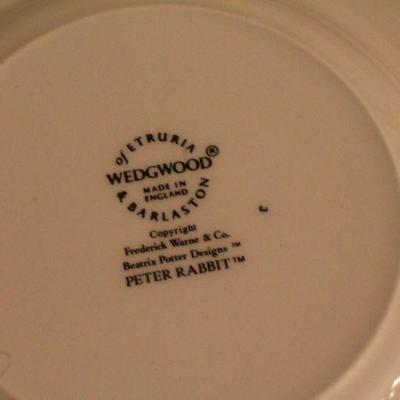 of ETRURIA
WEDGWOOD®
MADE IN
ENGLAND
& BARLASTON
Copyright
Frederick Warne & Co.
Beatrix Potter Designs™
PETER RABBIT™